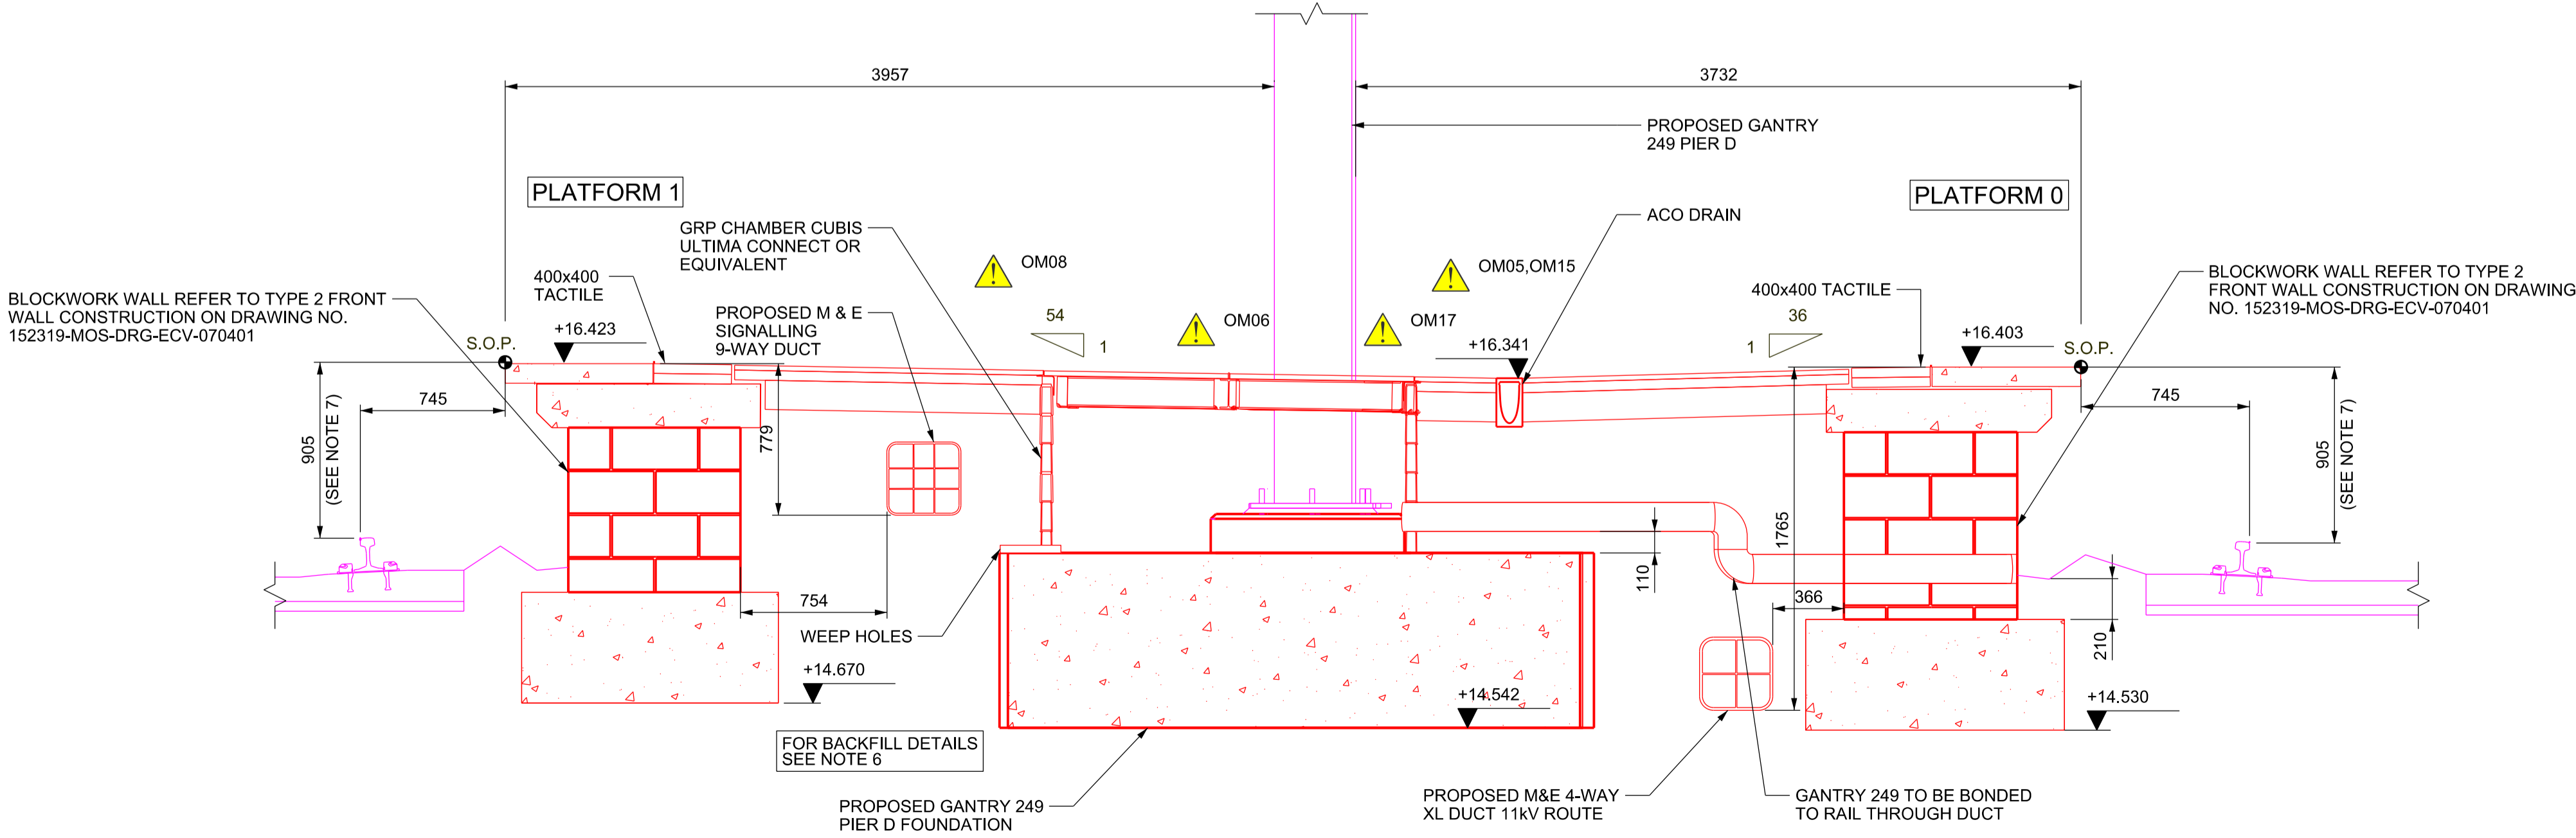 3957
3732
PROPOSED GANTRY
249 PIER D
PLATFORM 1
PLATFORM 0
GRP CHAMBER CUBIS
ULTIMA CONNECT OR
EQUIVALENT
ACO DRAIN
OM08
OM05,OM15
BLOCKWORK WALL REFER TO TYPE 2 FRONT
WALL CONSTRUCTION ON DRAWING NO.
152319-MOS-DRG-ECV-070401
400x400
TACTILE
PROPOSED M & E
SIGNALLING
9-WAY DUCT
400x400 TACTILE
BLOCKWORK WALL REFER TO TYPE 2
FRONT WALL CONSTRUCTION ON DRAWING
NO. 152319-MOS-DRG-ECV-070401
54
1
OM06
OM17
36
1
S.O.P.
+16.423
+16.341
+16.403
S.O.P.
745
905
(SEE NOTE 7)
779
745
905
(SEE NOTE 7)
1765
110
754
366
210
WEEP HOLES
+14.670
+14.542
+14.530
FOR BACKFILL DETAILS
SEE NOTE 6
PROPOSED GANTRY 249
PIER D FOUNDATION
PROPOSED M&E 4-WAY
XL DUCT 11kV ROUTE
GANTRY 249 TO BE BONDED
TO RAIL THROUGH DUCT